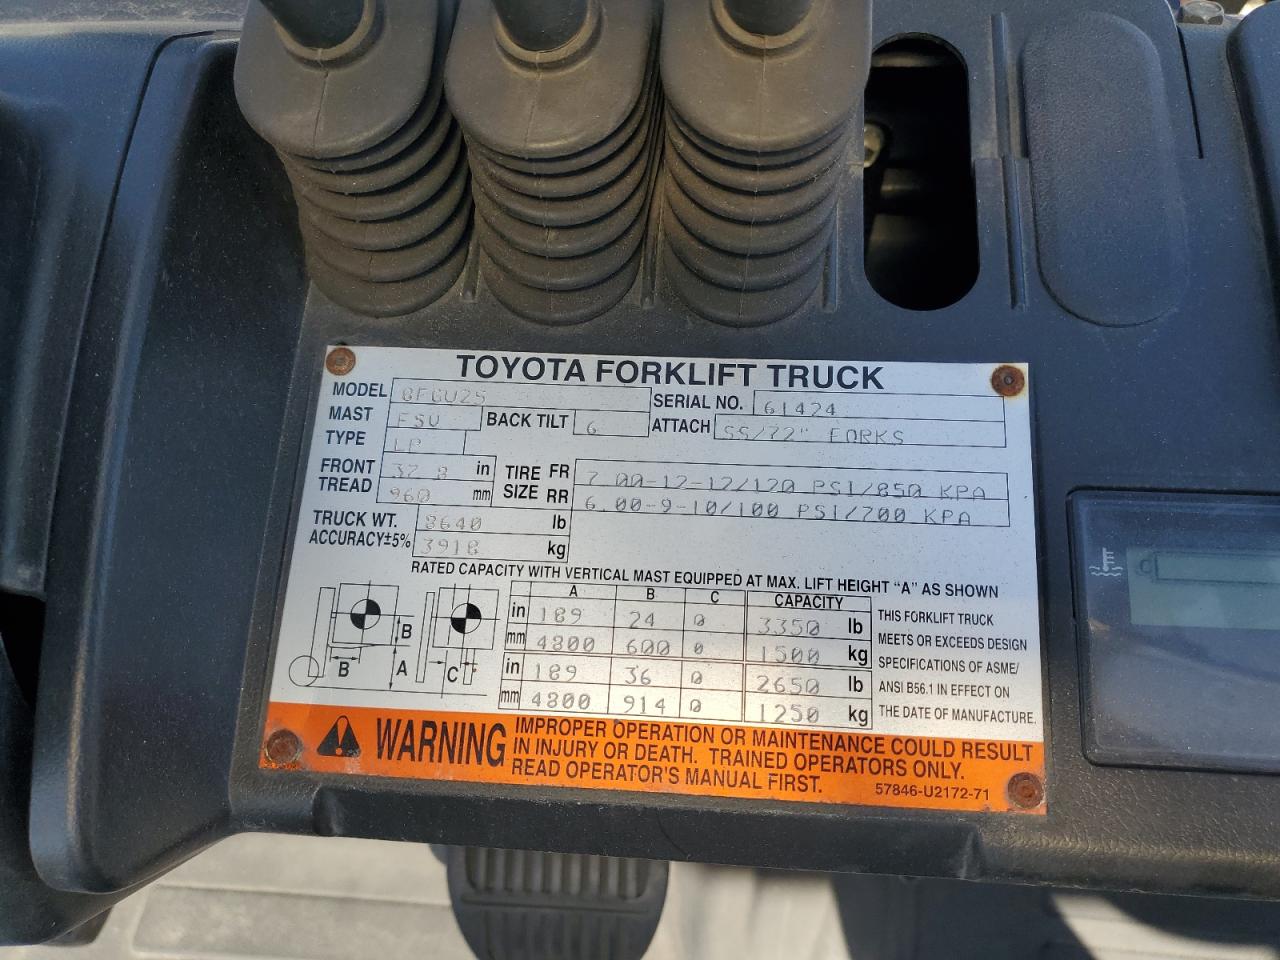 TOYOTA FORKLIFT TRUCK
MODEL 8FGU25 SERIAL NO. 61424
MAST FSV BACK TILT 6 ATTACH SS/72" FORKS
TYPE LP
FRONT TREAD 32.8 in
960 mm
TIRE SIZE FR 7.00-12-12/120 PSI/850 KPA
RR 6.00-9-10/100 PSI/700 KPA
TRUCK WT. 8640 lb
ACCURACY±5% 3918 kg
RATED CAPACITY WITH VERTICAL MAST EQUIPPED AT MAX. LIFT HEIGHT "A" AS SHOWN
A B C CAPACITY
in 189 24 0 3350 lb
mm 4800 600 0 1500 kg
in 189 36 0 2650 lb
mm 4800 914 0 1250 kg
B
B A C
THIS FORKLIFT TRUCK
MEETS OR EXCEEDS DESIGN
SPECIFICATIONS OF ASME/
ANSI B56.1 IN EFFECT ON
THE DATE OF MANUFACTURE.
WARNING
IMPROPER OPERATION OR MAINTENANCE COULD RESULT
IN INJURY OR DEATH. TRAINED OPERATORS ONLY.
READ OPERATOR'S MANUAL FIRST.
57846-U2172-71
C